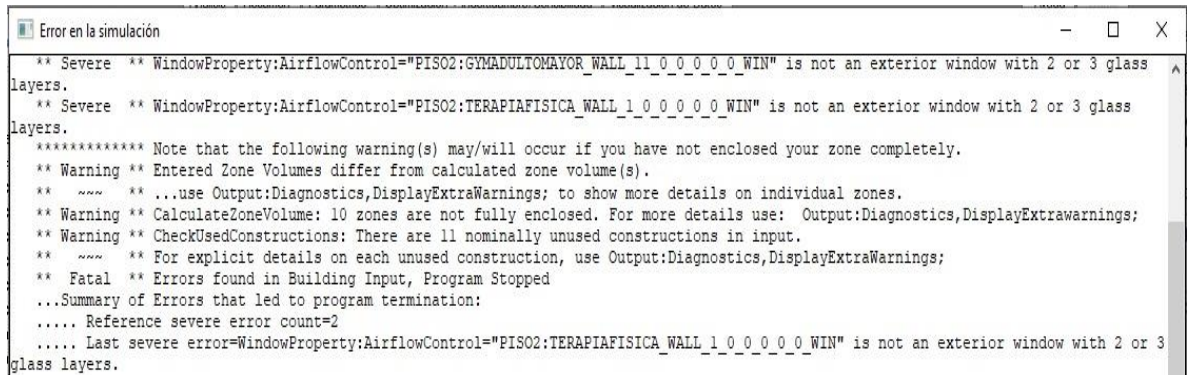 Error en la simulación
** Severe ** WindowProperty:AirflowControl="PISO2:GYMADULTOMAYOR_WALL_11_0_0_0_0_0_WIN" is not an exterior window with 2 or 3 glass
layers.
** Severe ** WindowProperty:AirflowControl="PISO2:TERAPIAFISICA_WALL_1_0_0_0_0_0_WIN" is not an exterior window with 2 or 3 glass
layers.
************* Note that the following warning(s) may/will occur if you have not enclosed your zone completely.
** Warning ** Entered Zone Volumes differ from calculated zone volume(s).
** ~~~ ** ...use Output:Diagnostics,DisplayExtraWarnings; to show more details on individual zones.
** Warning ** CalculateZoneVolume: 10 zones are not fully enclosed. For more details use: Output:Diagnostics,DisplayExtrawarnings;
** Warning ** CheckUsedConstructions: There are 11 nominally unused constructions in input.
** ~~~ ** For explicit details on each unused construction, use Output:Diagnostics,DisplayExtraWarnings;
** Fatal ** Errors found in Building Input, Program Stopped
...Summary of Errors that led to program termination:
..... Reference severe error count=2
..... Last severe error=WindowProperty:AirflowControl="PISO2:TERAPIAFISICA_WALL_1_0_0_0_0_0_WIN" is not an exterior window with 2 or 3
glass layers.